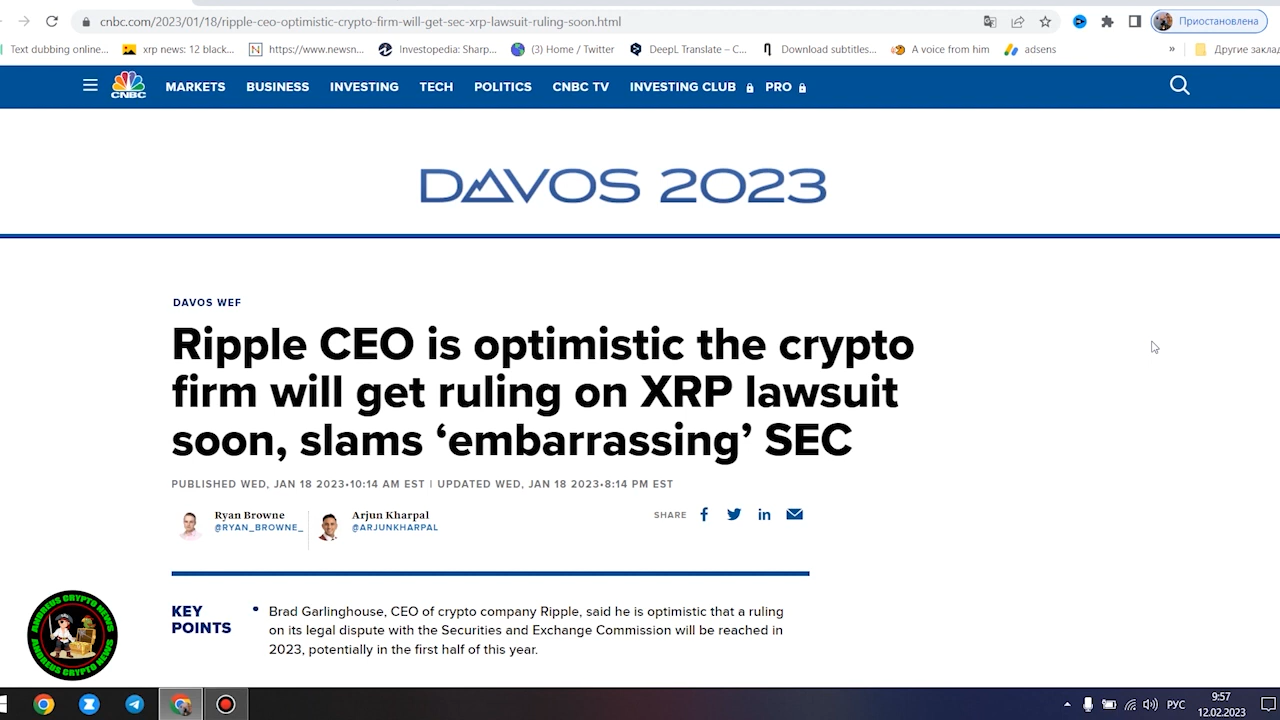 cnbc.com/2023/01/18/ripple-ceo-optimistic-crypto-firm-will-get-sec-xrp-lawsuit-ruling-soon.html
Приостановлена
Text dubbing online...
xrp news: 12 black...
https://www.newsn...
Investopedia: Sharp...
(3) Home / Twitter
DeepL Translate – C...
Download subtitles...
A voice from him
adsens
»
Другие заклад
CNBC
MARKETS
BUSINESS
INVESTING
TECH
POLITICS
CNBC TV
INVESTING CLUB
PRO
DAVOS 2023
DAVOS WEF
Ripple CEO is optimistic the crypto
firm will get ruling on XRP lawsuit
soon, slams ‘embarrassing’ SEC
PUBLISHED WED, JAN 18 2023•10:14 AM EST | UPDATED WED, JAN 18 2023•8:14 PM EST
Ryan Browne
@RYAN_BROWNE_
Arjun Kharpal
@ARJUNKHARPAL
SHARE
KEY
POINTS
• Brad Garlinghouse, CEO of crypto company Ripple, said he is optimistic that a ruling
on its legal dispute with the Securities and Exchange Commission will be reached in
2023, potentially in the first half of this year.
ANDREUS CRYPTO NEWS
ANDREUS CRYPTO NEWS
РУС
9:57
12.02.2023